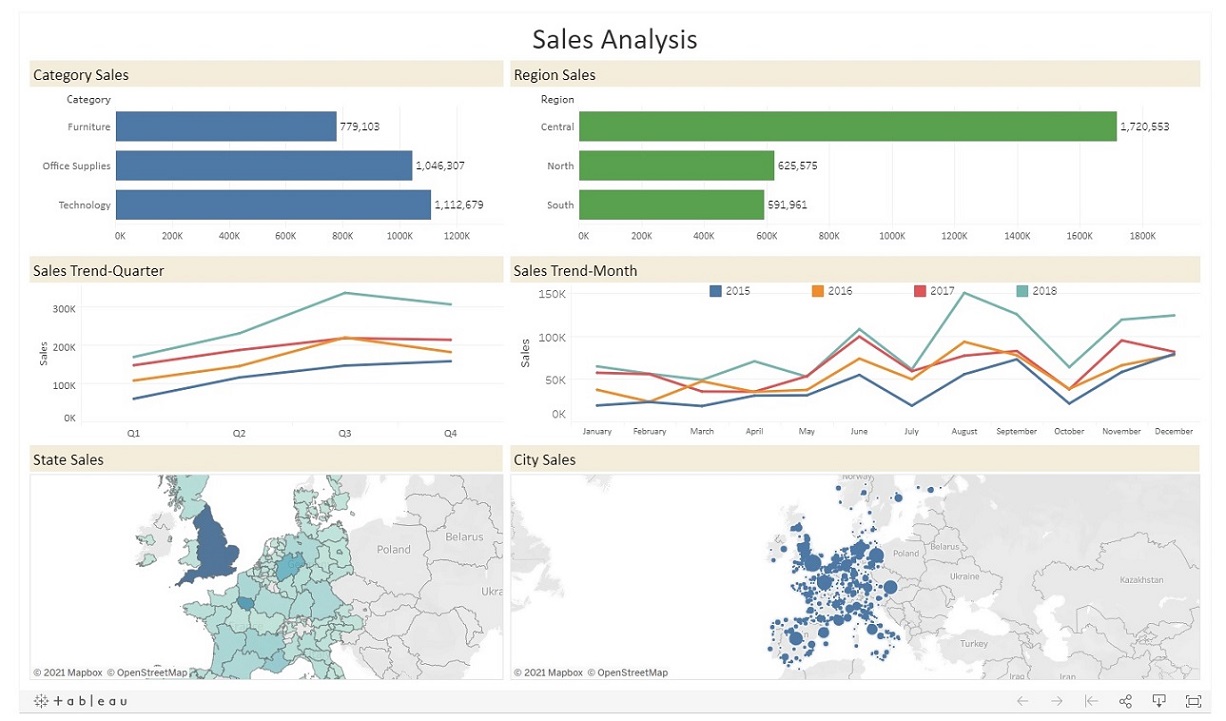 Sales Analysis
Category Sales
Category
Furniture 779,103
Office Supplies 1,046,307
Technology 1,112,679
0K 200K 400K 600K 800K 1000K 1200K
Region Sales
Region
Central 1,720,553
North 625,575
South 591,961
0K 200K 400K 600K 800K 1000K 1200K 1400K 1600K 1800K
Sales Trend-Quarter
Sales
300K
200K
100K
0K
Q1 Q2 Q3 Q4
Sales Trend-Month
2015 2016 2017 2018
Sales
150K
100K
50K
0K
January February March April May June July August September October November December
State Sales
Poland
Belarus
Ukra
© 2021 Mapbox © OpenStreetMap
City Sales
Norway
Poland
Belarus
Ukraine
Kazakhstan
Turkey
Iraq
Iran
© 2021 Mapbox © OpenStreetMap
+ableau